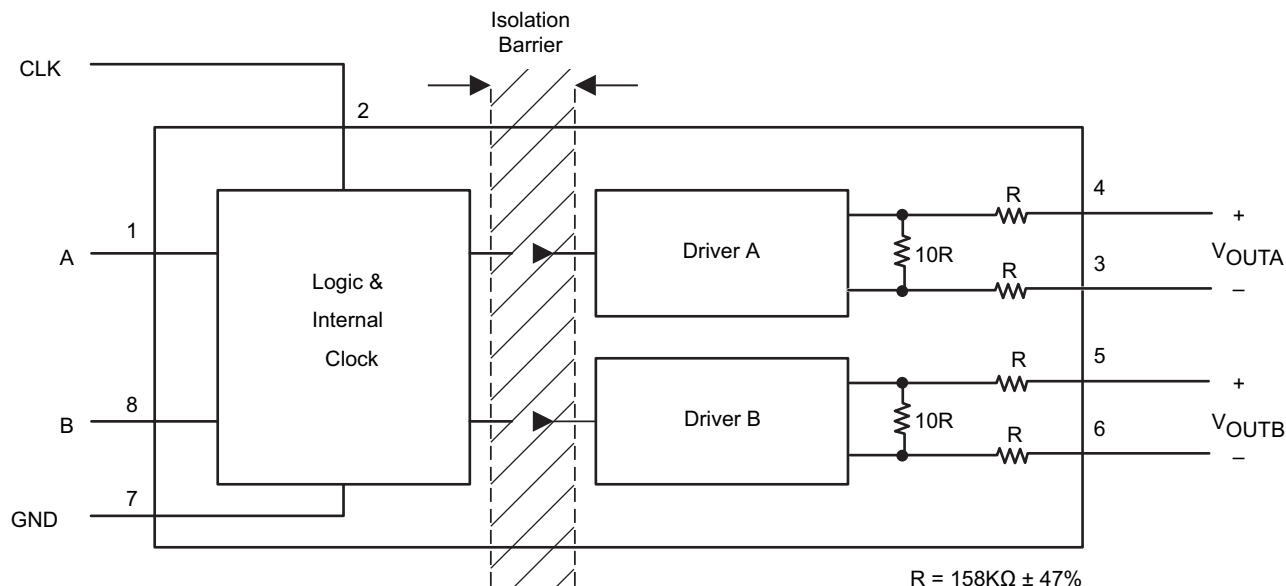 Isolation
Barrier
CLK
2
4
R
+
1
A
Driver A
10R
V_OUTA
3
R
–
Logic &
Internal
Clock
5
R
+
8
B
Driver B
10R
V_OUTB
6
R
–
7
GND
R = 158KΩ ± 47%